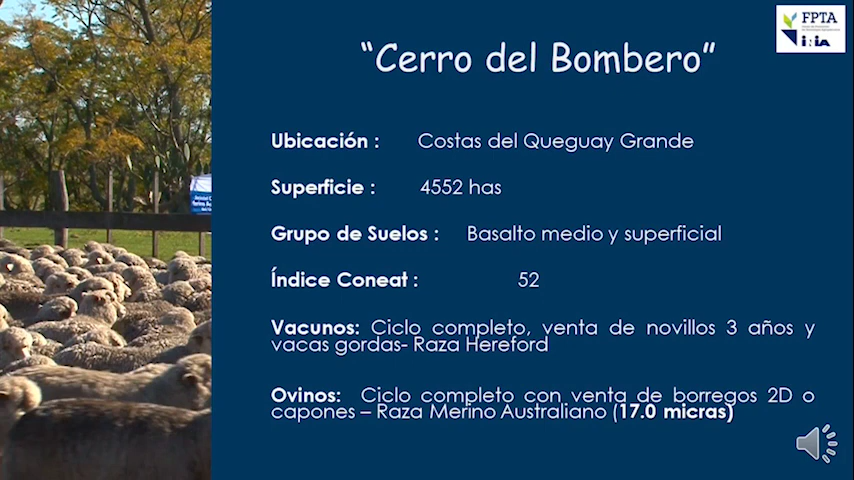 FPTA
INIA
“Cerro del Bombero”
Ubicación : Costas del Queguay Grande
Superficie : 4552 has
Grupo de Suelos : Basalto medio y superficial
Índice Coneat : 52
Vacunos: Ciclo completo, venta de novillos 3 años y
vacas gordas- Raza Hereford
Ovinos: Ciclo completo con venta de borregos 2D o
capones – Raza Merino Australiano (17.0 micras)